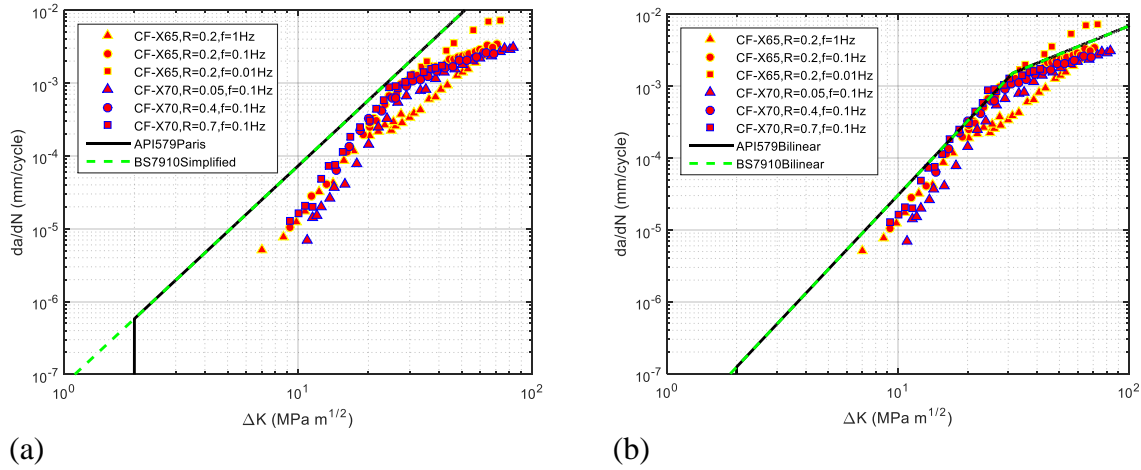 10^-2
10^-3
10^-4
10^-5
10^-6
10^-7
da/dN (mm/cycle)
CF-X65,R=0.2,f=1Hz
CF-X65,R=0.2,f=0.1Hz
CF-X65,R=0.2,f=0.01Hz
CF-X70,R=0.05,f=0.1Hz
CF-X70,R=0.4,f=0.1Hz
CF-X70,R=0.7,f=0.1Hz
API579Paris
BS7910Simplified
10^0
10^1
10^2
ΔK (MPa m^1/2)
(a)
10^-2
10^-3
10^-4
10^-5
10^-6
10^-7
da/dN (mm/cycle)
CF-X65,R=0.2,f=1Hz
CF-X65,R=0.2,f=0.1Hz
CF-X65,R=0.2,f=0.01Hz
CF-X70,R=0.05,f=0.1Hz
CF-X70,R=0.4,f=0.1Hz
CF-X70,R=0.7,f=0.1Hz
API579Bilinear
BS7910Bilinear
10^0
10^1
10^2
ΔK (MPa m^1/2)
(b)